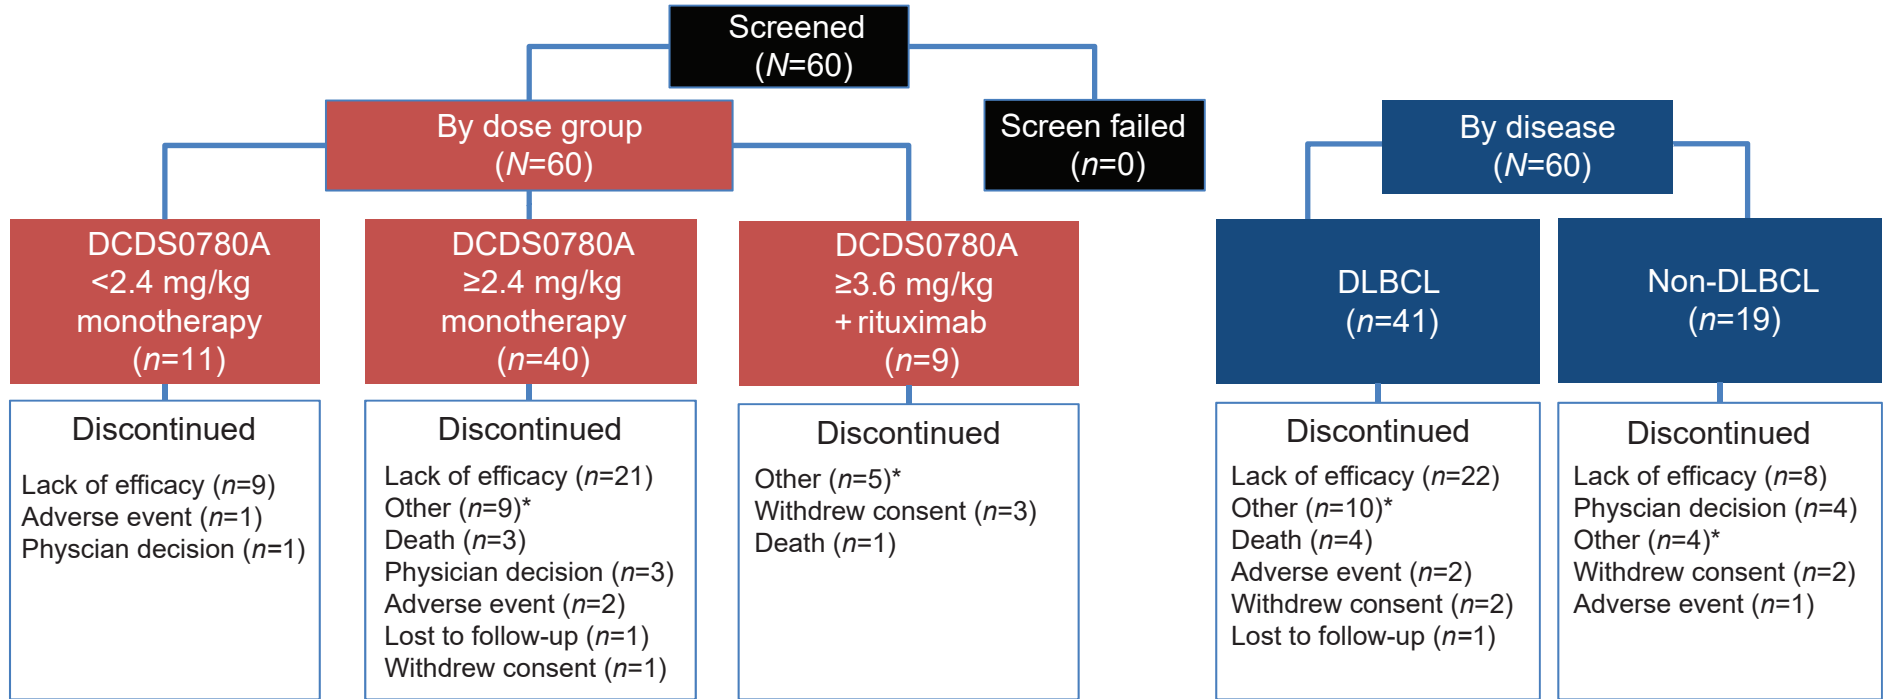 Screened
(N=60)
By dose group
(N=60)
Screen failed
(n=0)
By disease
(N=60)
DCDS0780A
<2.4 mg/kg
monotherapy
(n=11)
DCDS0780A
≥2.4 mg/kg
monotherapy
(n=40)
DCDS0780A
≥3.6 mg/kg
+ rituximab
(n=9)
DLBCL
(n=41)
Non-DLBCL
(n=19)
Discontinued
Lack of efficacy (n=9)
Adverse event (n=1)
Physcian decision (n=1)
Discontinued
Lack of efficacy (n=21)
Other (n=9)*
Death (n=3)
Physician decision (n=3)
Adverse event (n=2)
Lost to follow-up (n=1)
Withdrew consent (n=1)
Discontinued
Other (n=5)*
Withdrew consent (n=3)
Death (n=1)
Discontinued
Lack of efficacy (n=22)
Other (n=10)*
Death (n=4)
Adverse event (n=2)
Withdrew consent (n=2)
Lost to follow-up (n=1)
Discontinued
Lack of efficacy (n=8)
Physcian decision (n=4)
Other (n=4)*
Withdrew consent (n=2)
Adverse event (n=1)